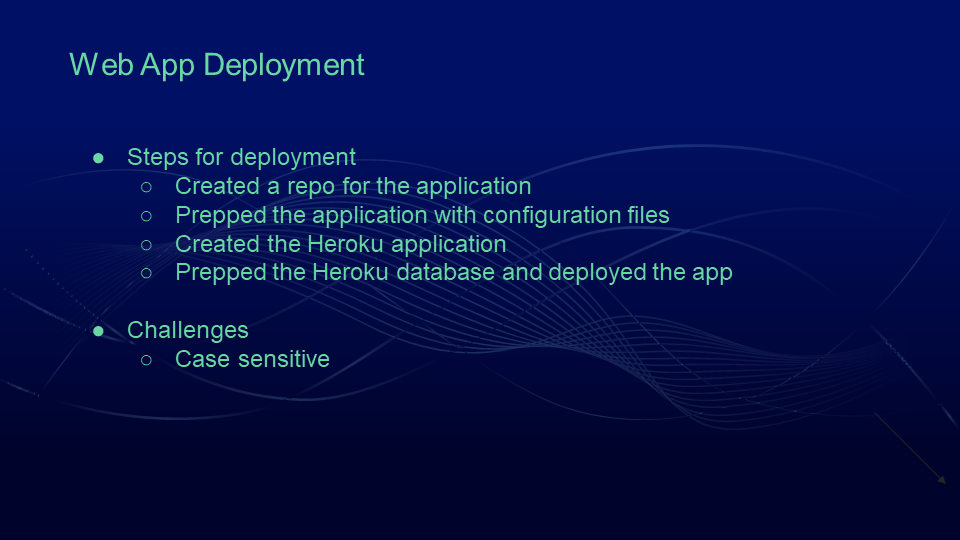 Web App Deployment
● Steps for deployment
○ Created a repo for the application
○ Prepped the application with configuration files
○ Created the Heroku application
○ Prepped the Heroku database and deployed the app
● Challenges
○ Case sensitive